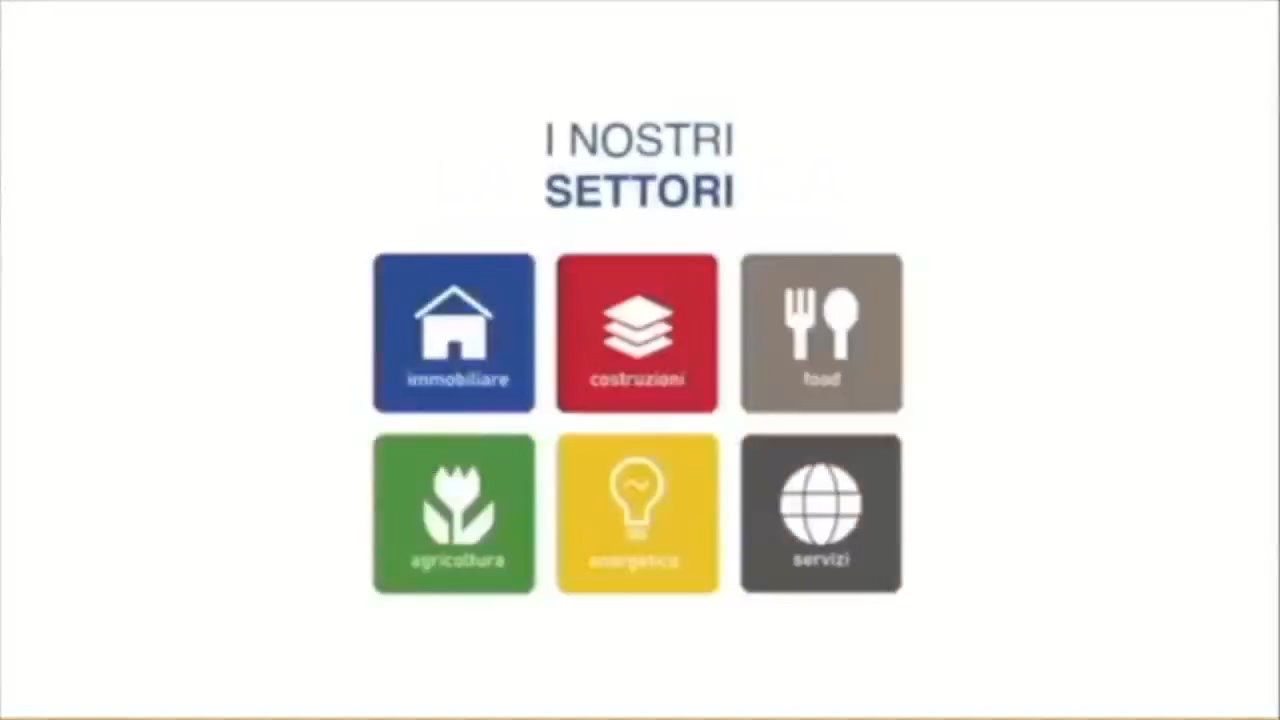 I NOSTRI
SETTORI
immobiliare
costruzioni
food
agricoltura
energetica
servizi